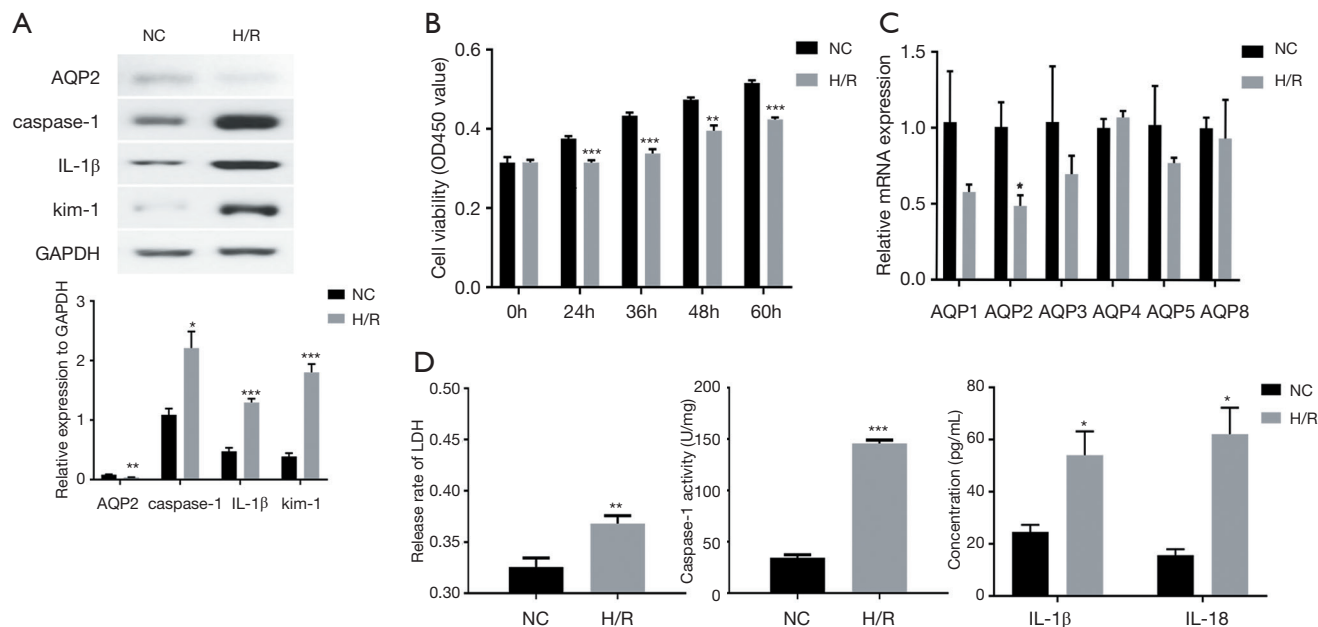 A
NC H/R
AQP2
caspase-1
IL-1β
kim-1
GAPDH
NC
H/R
Relative expression to GAPDH
3
2
1
0
*
**
***
***
AQP2 caspase-1 IL-1β kim-1
B
NC
H/R
Cell viability (OD450 value)
0.6
0.4
0.2
0.0
***
***
**
***
0h 24h 36h 48h 60h
C
NC
H/R
Relative mRNA expression
1.5
1.0
0.5
0.0
*
AQP1 AQP2 AQP3 AQP4 AQP5 AQP8
D
Release rate of LDH
0.50
0.45
0.40
0.35
0.30
**
NC H/R
Caspase-1 activity (U/mg)
200
150
100
50
0
***
NC H/R
Concentration (pg/mL)
80
60
40
20
0
*
*
NC
H/R
IL-1β IL-18